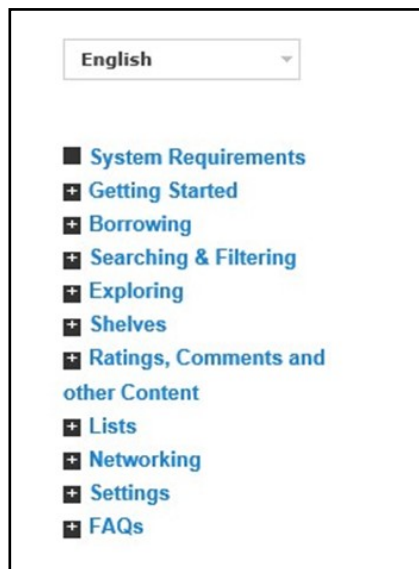 English
System Requirements
Getting Started
Borrowing
Searching & Filtering
Exploring
Shelves
Ratings, Comments and
other Content
Lists
Networking
Settings
FAQs